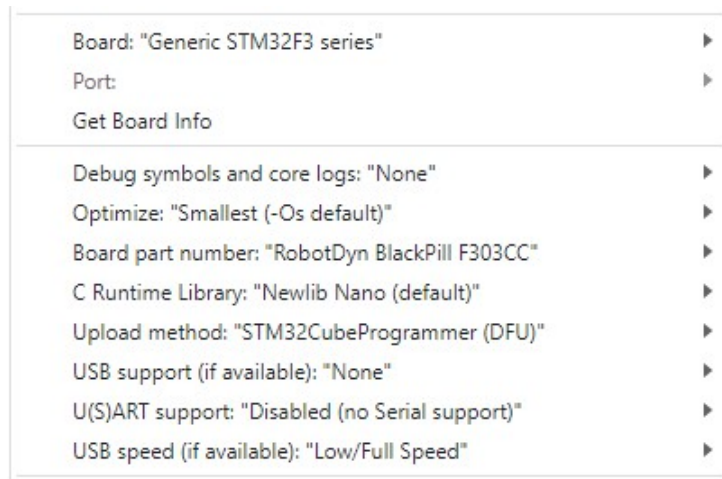 Board: "Generic STM32F3 series"
Port:
Get Board Info
Debug symbols and core logs: "None"
Optimize: "Smallest (-Os default)"
Board part number: "RobotDyn BlackPill F303CC"
C Runtime Library: "Newlib Nano (default)"
Upload method: "STM32CubeProgrammer (DFU)"
USB support (if available): "None"
U(S)ART support: "Disabled (no Serial support)"
USB speed (if available): "Low/Full Speed"